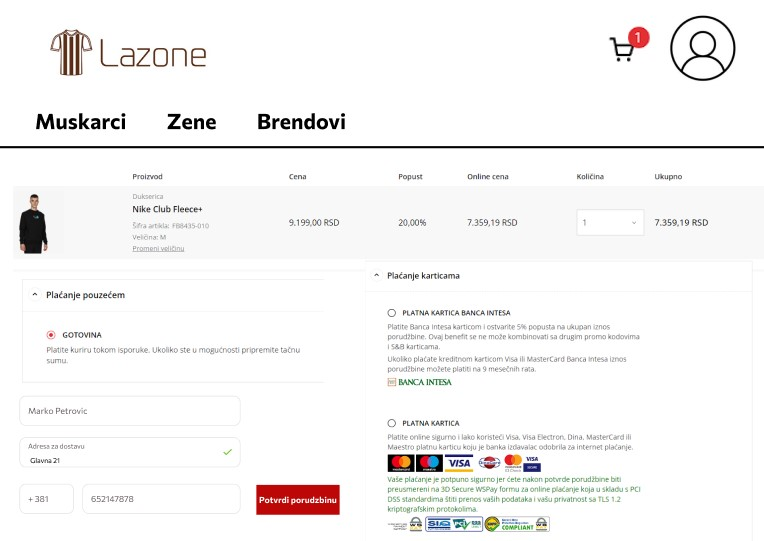 Lazone
1
Muskarci Zene Brendovi
Proizvod Cena Popust Online cena Količina Ukupno
Dukserica
Nike Club Fleece+
9.199,00 RSD 20,00% 7.359,19 RSD 1 7.359,19 RSD
Šifra artikla: FB8435-010
Veličina: M
Promeni veličinu
Plaćanje pouzećem
GOTOVINA
Platite kuriru tokom isporuke. Ukoliko ste u mogućnosti pripremite tačnu
sumu.
Marko Petrovic
Adresa za dostavu
Glavna 21
+ 381 652147878 Potvrdi porudzbinu
Plaćanje karticama
PLATNA KARTICA BANCA INTESA
Platite Banca Intesa karticom i ostvarite 5% popusta na ukupan iznos
porudžbine. Ovaj benefit se ne može kombinovati sa drugim promo kodovima
i S&B karticama.
Ukoliko plaćate kreditnom karticom Visa ili MasterCard Banca Intesa iznos
porudžbine možete platiti na 9 mesečnih rata.
BANCA INTESA
PLATNA KARTICA
Platite online sigurno i lako koristeći Visa, Visa Electron, Dina, MasterCard ili
Maestro platnu karticu koju je banka izdavalac odobrila za internet plaćanje.
VISA
VISA
Vaše plaćanje je potpuno sigurno jer ćete nakon potvrde porudžbine biti
preusmereni na 3D Secure WSPay formu za online plaćanje koja u skladu s PCI
DSS standardima štiti prenos vaših podataka i vašu privatnost sa TLS 1.2
kriptografskim protokolom.
COMPLIANT